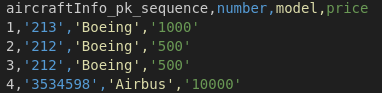 aircraftInfo_pk_sequence,number,model,price
1,'213','Boeing','1000'
2,'212','Boeing','500'
3,'212','Boeing','500'
4,'3534598','Airbus','10000'